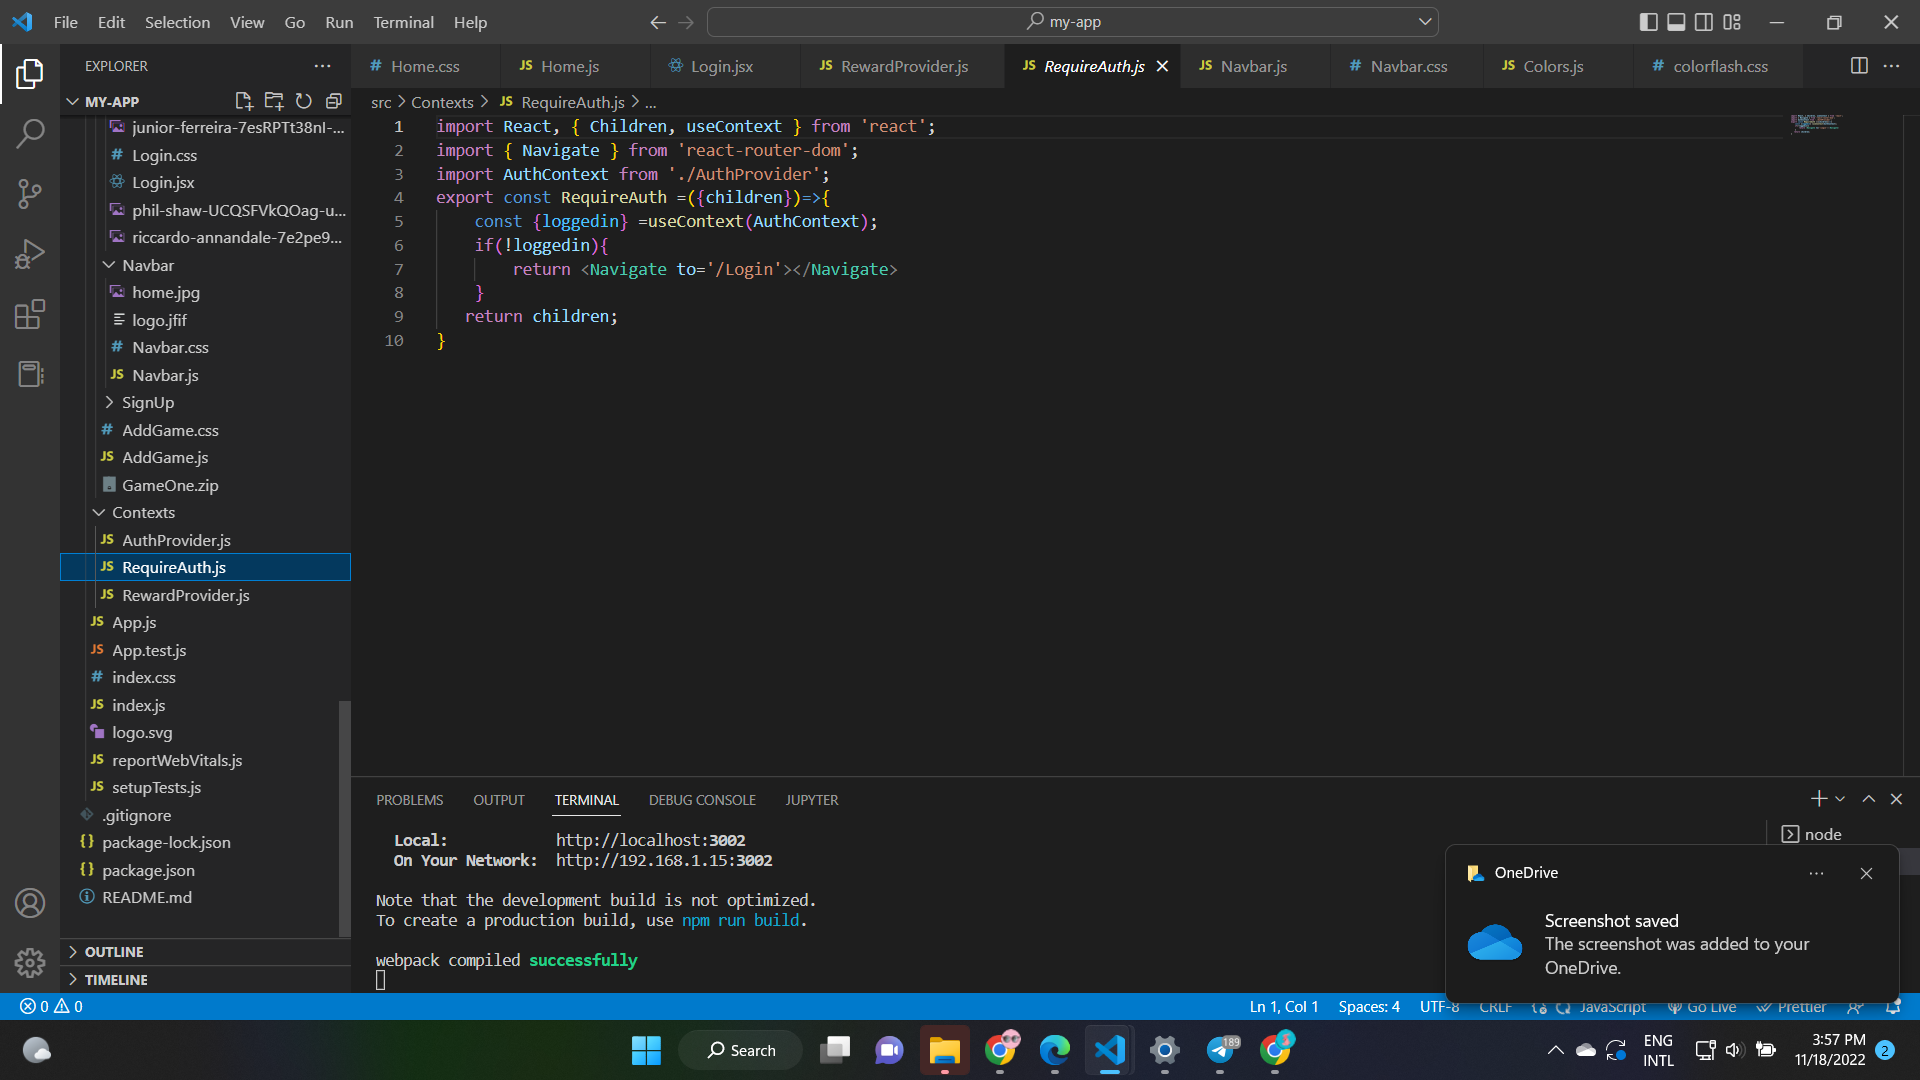 File Edit Selection View Go Run Terminal Help
my-app
EXPLORER
MY-APP
junior-ferreira-7esRPTt38nI-...
Login.css
Login.jsx
phil-shaw-UCQSFVkQOag-u...
riccardo-annandale-7e2pe9...
Navbar
home.jpg
logo.jfif
Navbar.css
Navbar.js
SignUp
AddGame.css
AddGame.js
GameOne.zip
Contexts
AuthProvider.js
RequireAuth.js
RewardProvider.js
App.js
App.test.js
index.css
index.js
logo.svg
reportWebVitals.js
setupTests.js
.gitignore
package-lock.json
package.json
README.md
OUTLINE
TIMELINE
# Home.css JS Home.js Login.jsx JS RewardProvider.js JS RequireAuth.js JS Navbar.js # Navbar.css JS Colors.js # colorflash.css
src > Contexts > JS RequireAuth.js > ...
1 import React, { Children, useContext } from 'react';
2 import { Navigate } from 'react-router-dom';
3 import AuthContext from './AuthProvider';
4 export const RequireAuth =({children})=>{
5 const {loggedin} =useContext(AuthContext);
6 if(!loggedin){
7 return <Navigate to='/Login'></Navigate>
8 }
9 return children;
10 }
PROBLEMS OUTPUT TERMINAL DEBUG CONSOLE JUPYTER
node
Local: http://localhost:3002
On Your Network: http://192.168.1.15:3002
Note that the development build is not optimized.
To create a production build, use npm run build.
webpack compiled successfully
OneDrive
Screenshot saved
The screenshot was added to your
OneDrive.
0 0
Ln 1, Col 1 Spaces: 4 UTF-8 CRLF JavaScript Go Live Prettier
Search
189
ENG
INTL
3:57 PM
11/18/2022
2